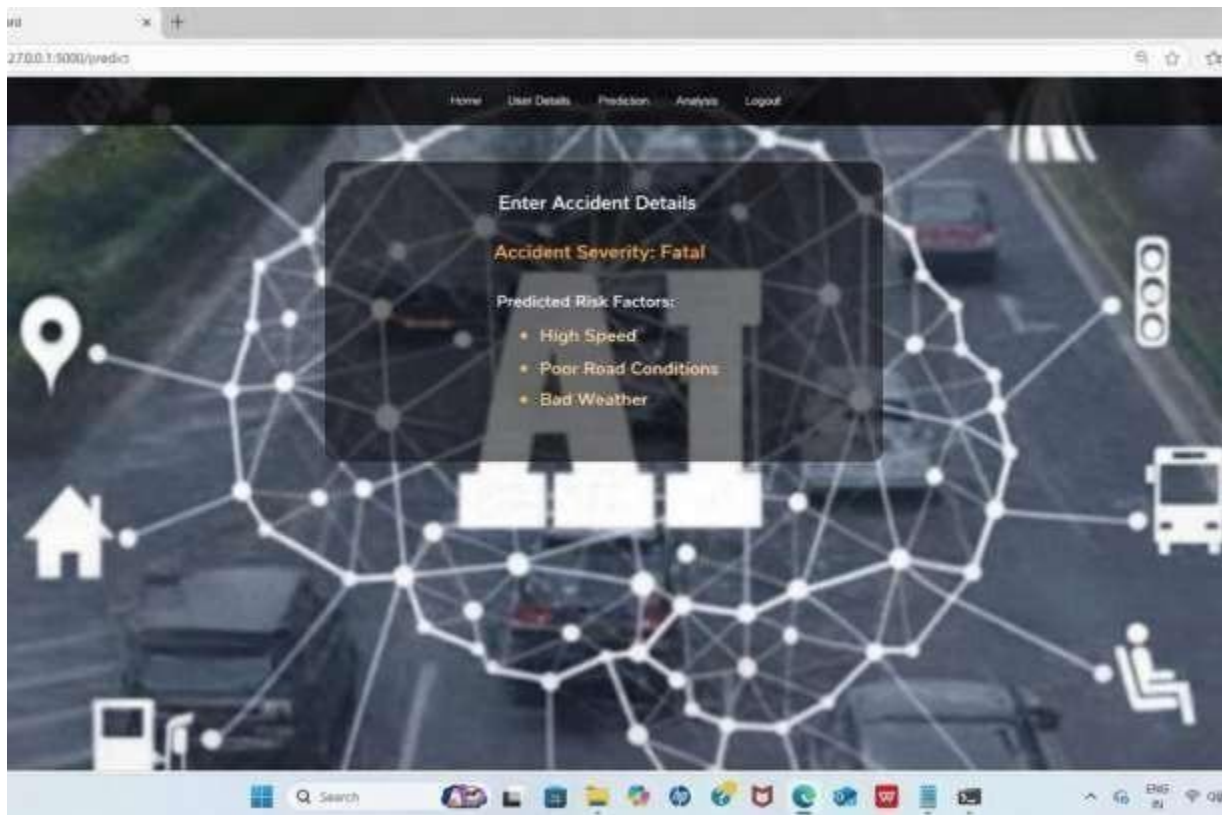 27.0.0.1:5000/predict
Home User Details Prediction Analysis Logout
Enter Accident Details
Accident Severity: Fatal
Predicted Risk Factors:
• High Speed
• Poor Road Conditions
• Bad Weather
AI
Search
ENG
IN